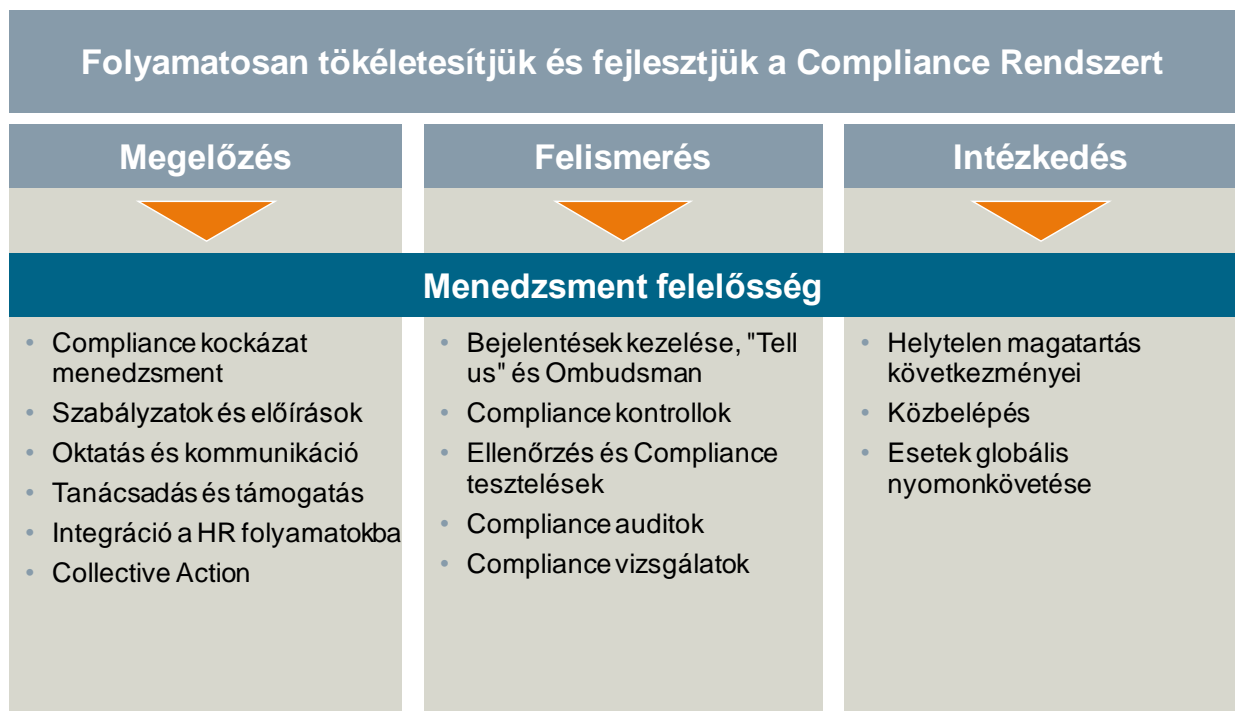 Folyamatosan tökéletesítjük és fejlesztjük a Compliance Rendszert
Megelőzés
Felismerés
Intézkedés
Menedzsment felelősség
• Compliance kockázat
menedzsment
• Szabályzatok és előírások
• Oktatás és kommunikáció
• Tanácsadás és támogatás
• Integráció a HR folyamatokba
• Collective Action
• Bejelentések kezelése, "Tell
us" és Ombudsman
• Compliance kontrollok
• Ellenőrzés és Compliance
tesztelések
• Compliance auditok
• Compliance vizsgálatok
• Helytelen magatartás
következményei
• Közbelépés
• Esetek globális
nyomonkövetése